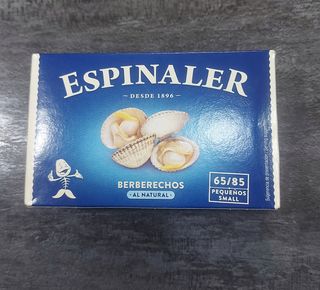 ESPINALER
— DESDE 1896 —
BERBERECHOS
• AL NATURAL •
65/85
PEQUEÑOS
SMALL